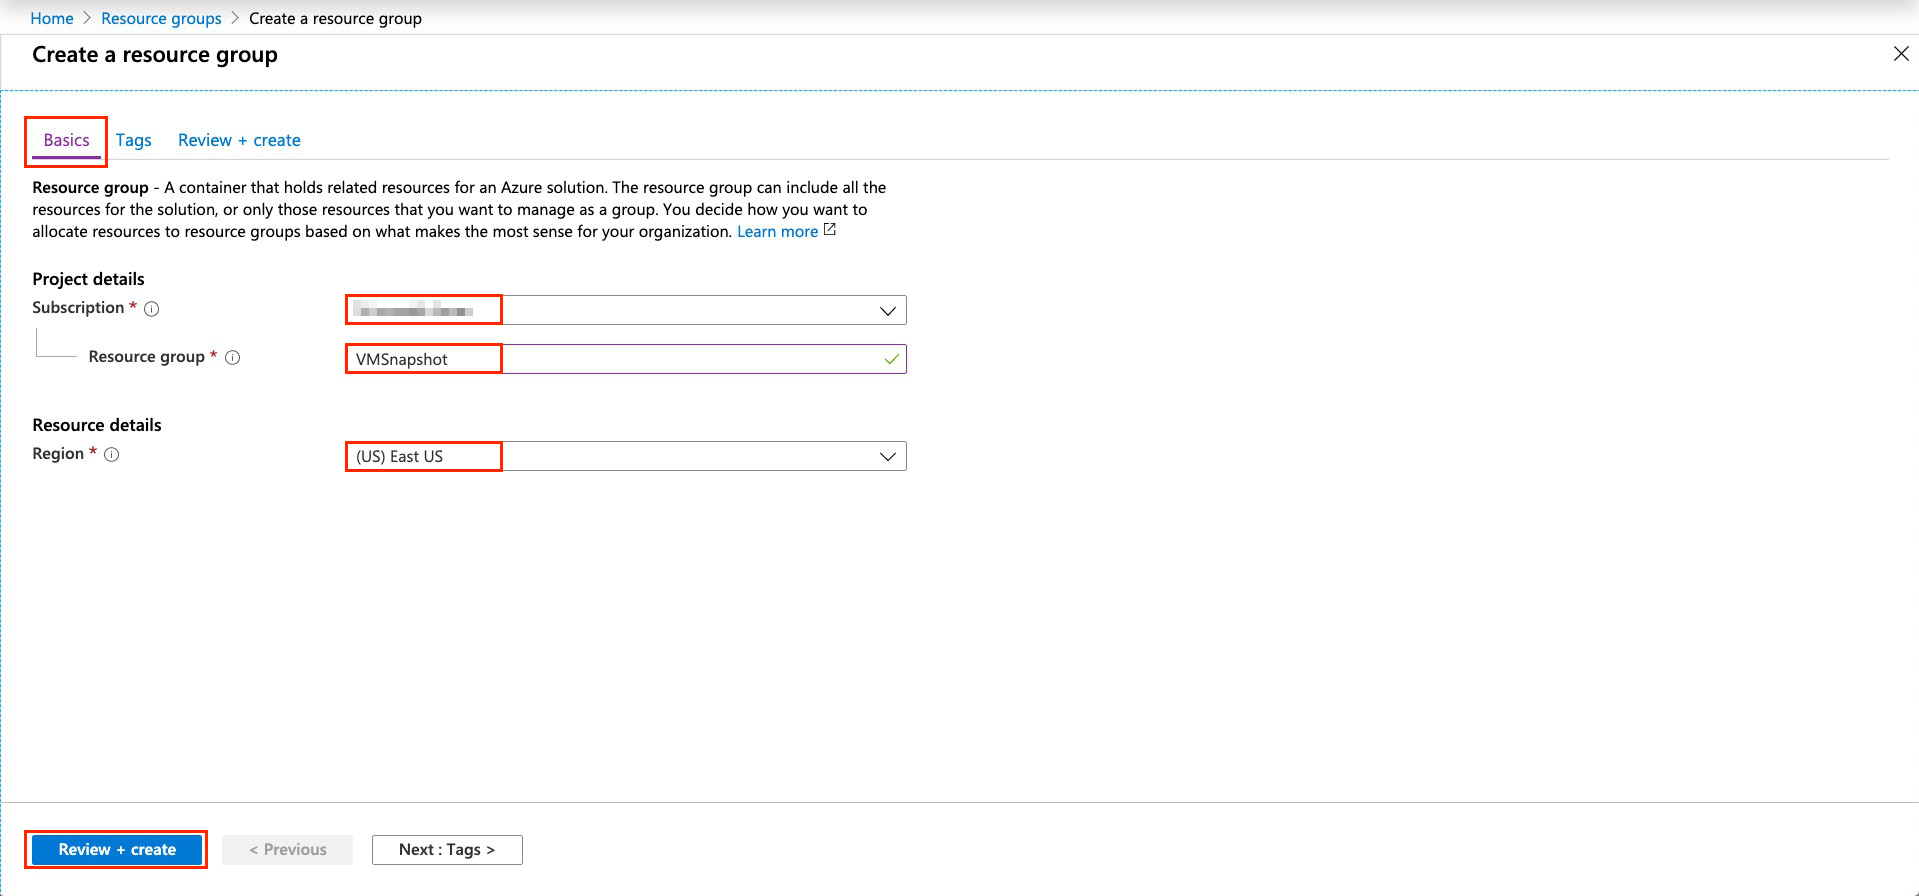 Home > Resource groups > Create a resource group
Create a resource group
Basics Tags Review + create
Resource group - A container that holds related resources for an Azure solution. The resource group can include all the
resources for the solution, or only those resources that you want to manage as a group. You decide how you want to
allocate resources to resource groups based on what makes the most sense for your organization. Learn more
Project details
Subscription *
Resource group * VMSnapshot
Resource details
Region * (US) East US
Review + create < Previous Next : Tags >